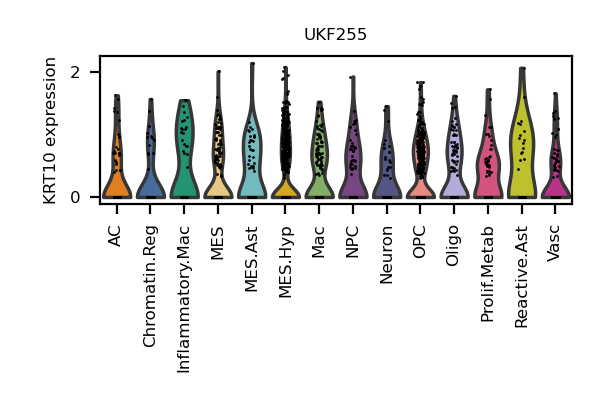 UKF255
KRT10 expression
2
0
AC
Chromatin.Reg
Inflammatory.Mac
MES
MES.Ast
MES.Hyp
Mac
NPC
Neuron
OPC
Oligo
Prolif.Metab
Reactive.Ast
Vasc